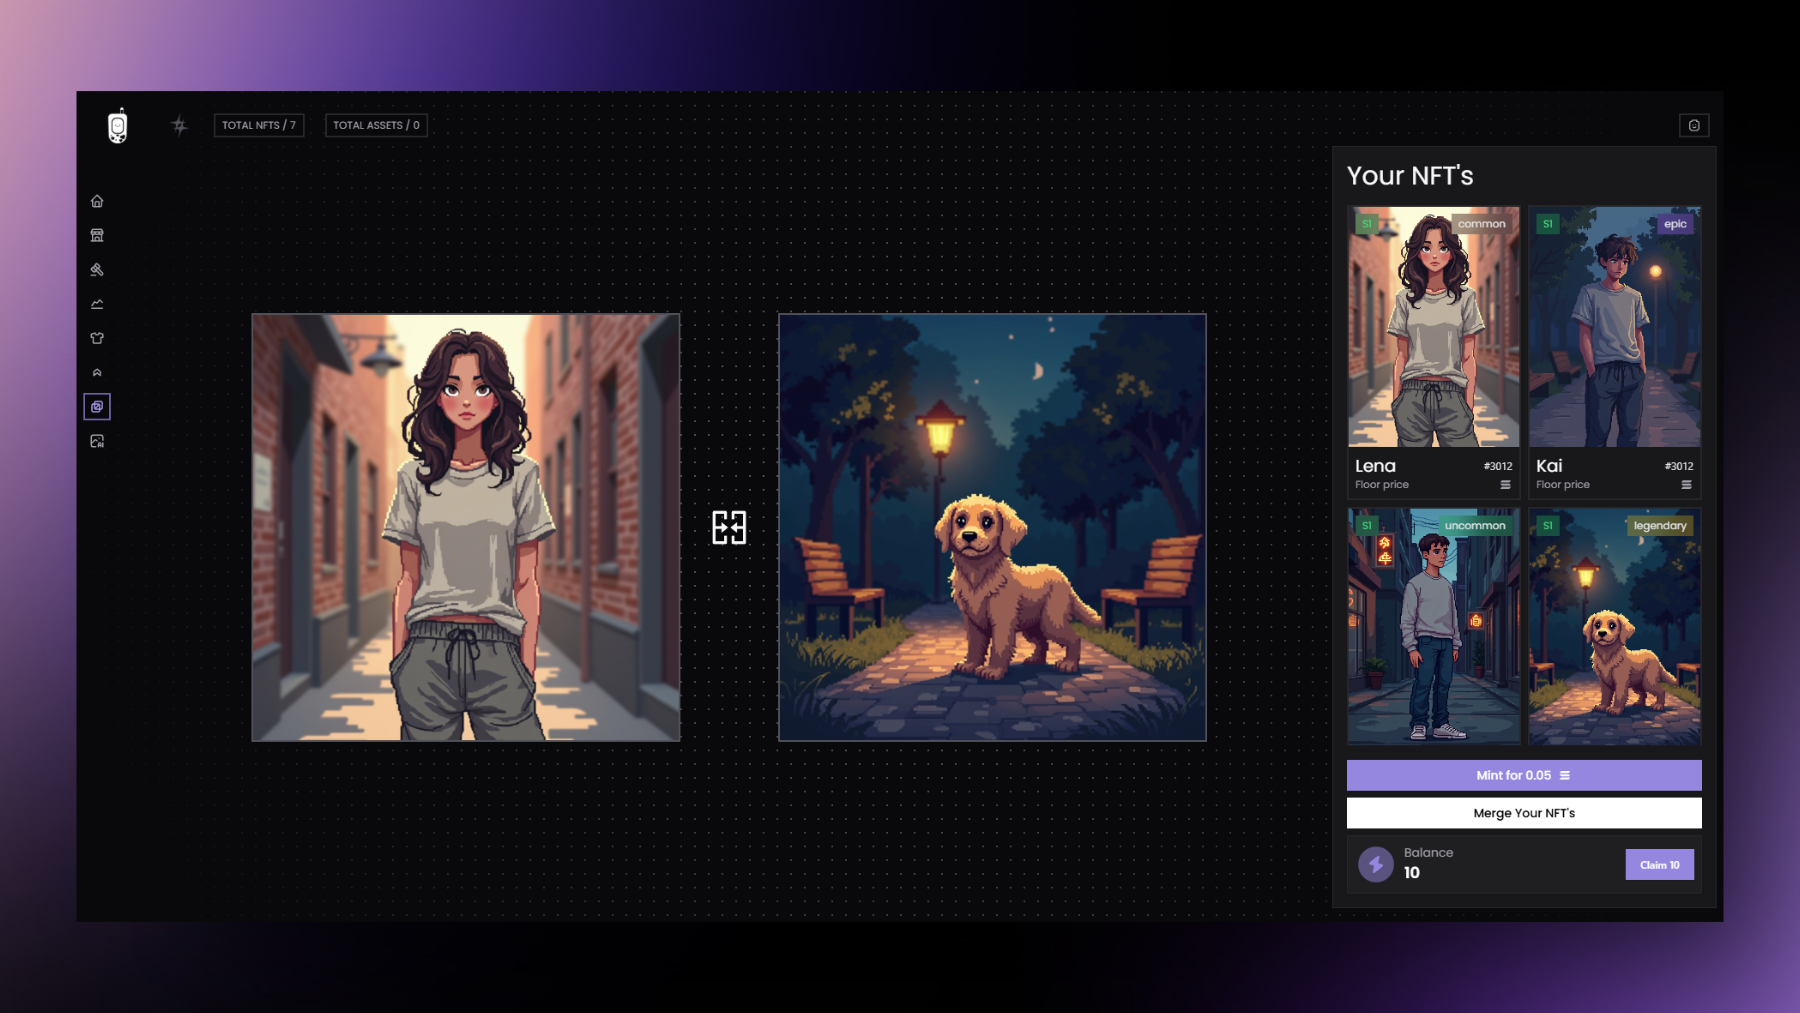 TOTAL NFTS / 7
TOTAL ASSETS / 0
Your NFT's
S1
common
S1
epic
Lena
#3012
Floor price
Kai
#3012
Floor price
S1
uncommon
S1
legendary
Mint for 0.05
Merge Your NFT's
Balance
10
Claim 10